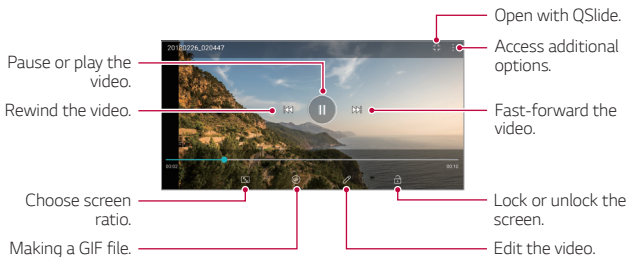 Open with QSlide.
20180226_020447
Access additional
options.
Pause or play the
video.
Rewind the video.
Fast-forward the
video.
00:02
00:10
Choose screen
ratio.
Lock or unlock the
screen.
Making a GIF file.
Edit the video.